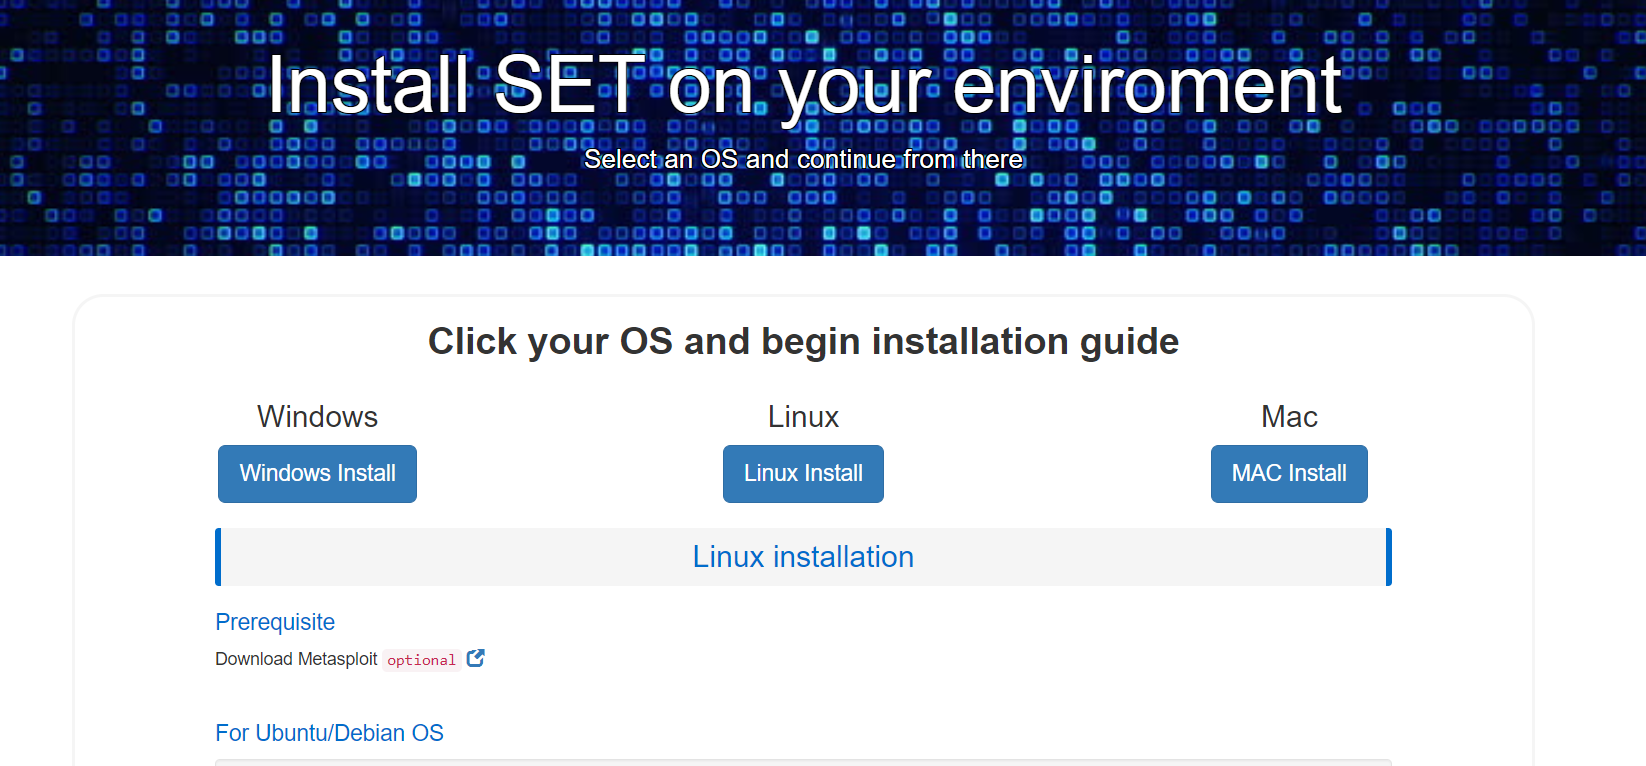 Install SET on your enviroment
Select an OS and continue from there
Click your OS and begin installation guide
Windows
Linux
Mac
Windows Install
Linux Install
MAC Install
Linux installation
Prerequisite
Download Metasploit optional
For Ubuntu/Debian OS